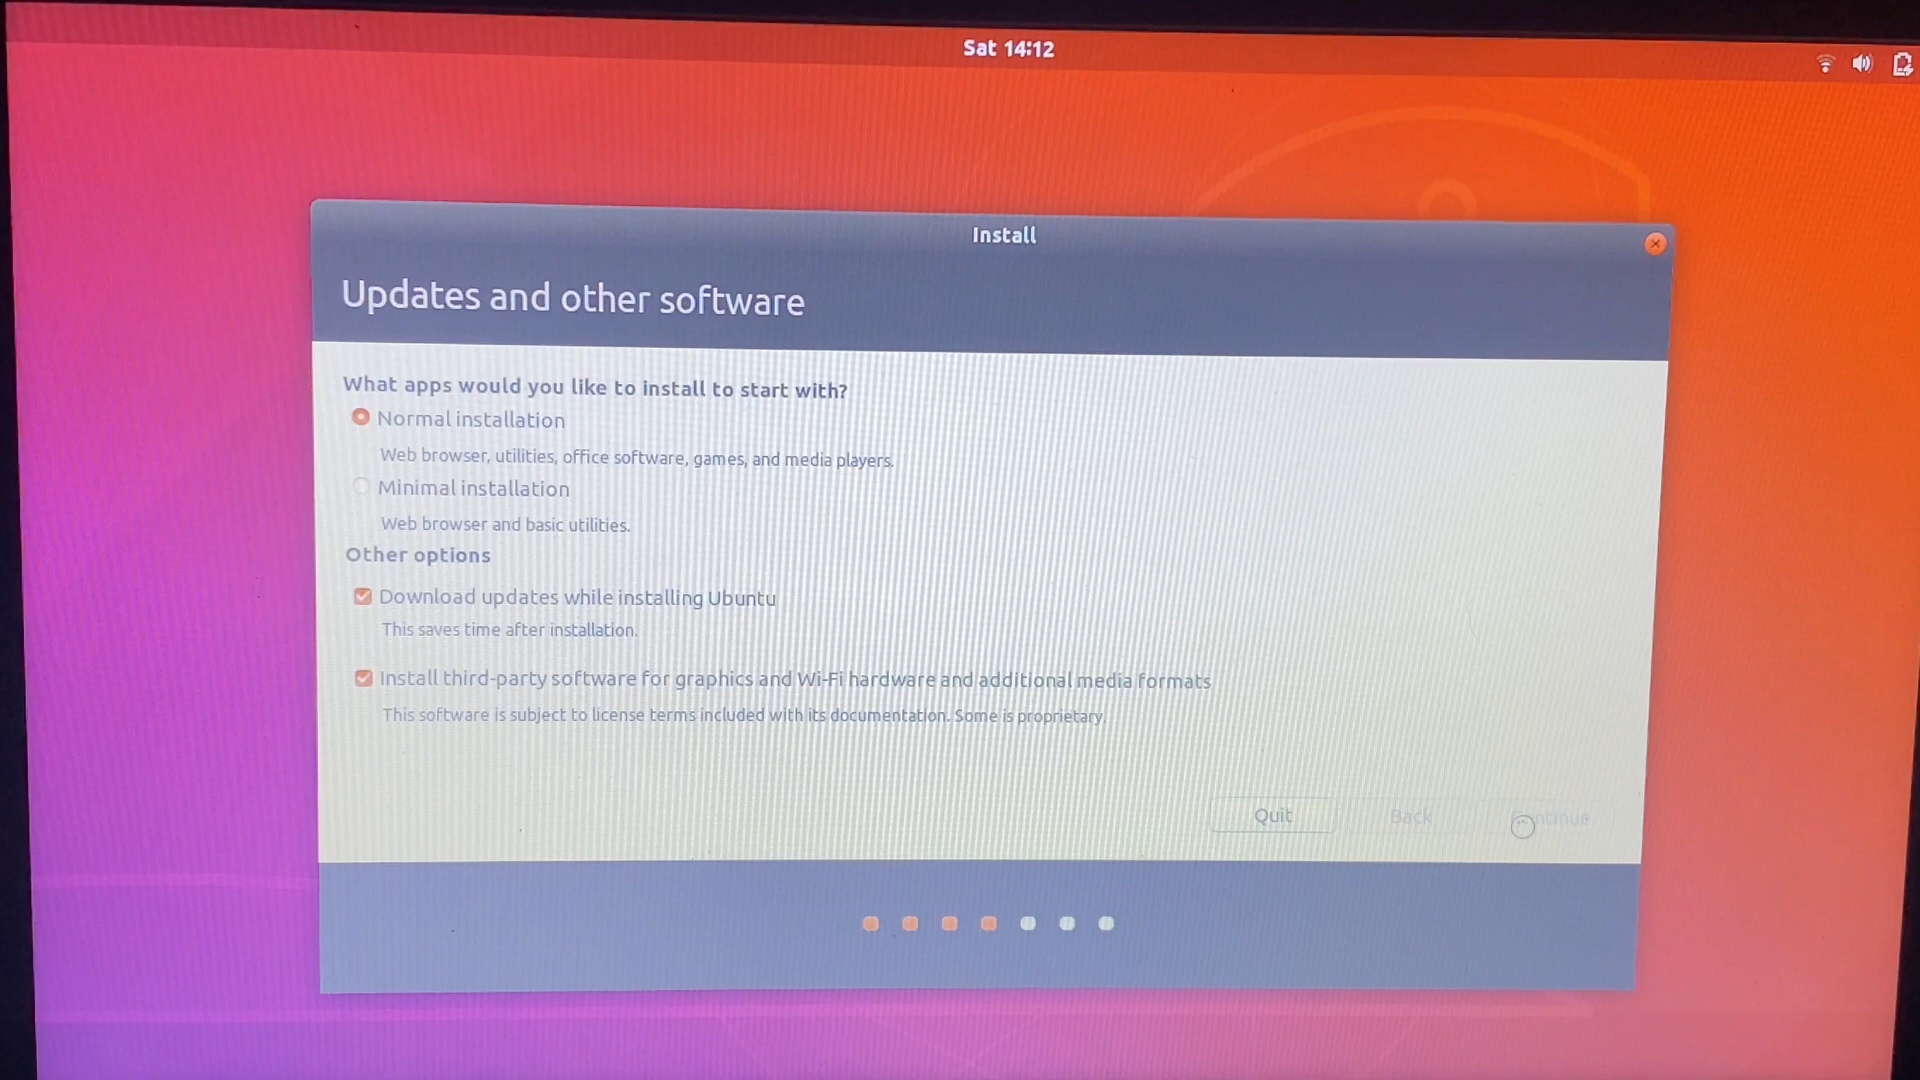 Sat 14:12
Install
Updates and other software
What apps would you like to install to start with?
Normal installation
Web browser, utilities, office software, games, and media players.
Minimal installation
Web browser and basic utilities.
Other options
Download updates while installing Ubuntu
This saves time after installation.
Install third-party software for graphics and Wi-Fi hardware and additional media formats
This software is subject to license terms included with its documentation. Some is proprietary.
Quit Back Continue